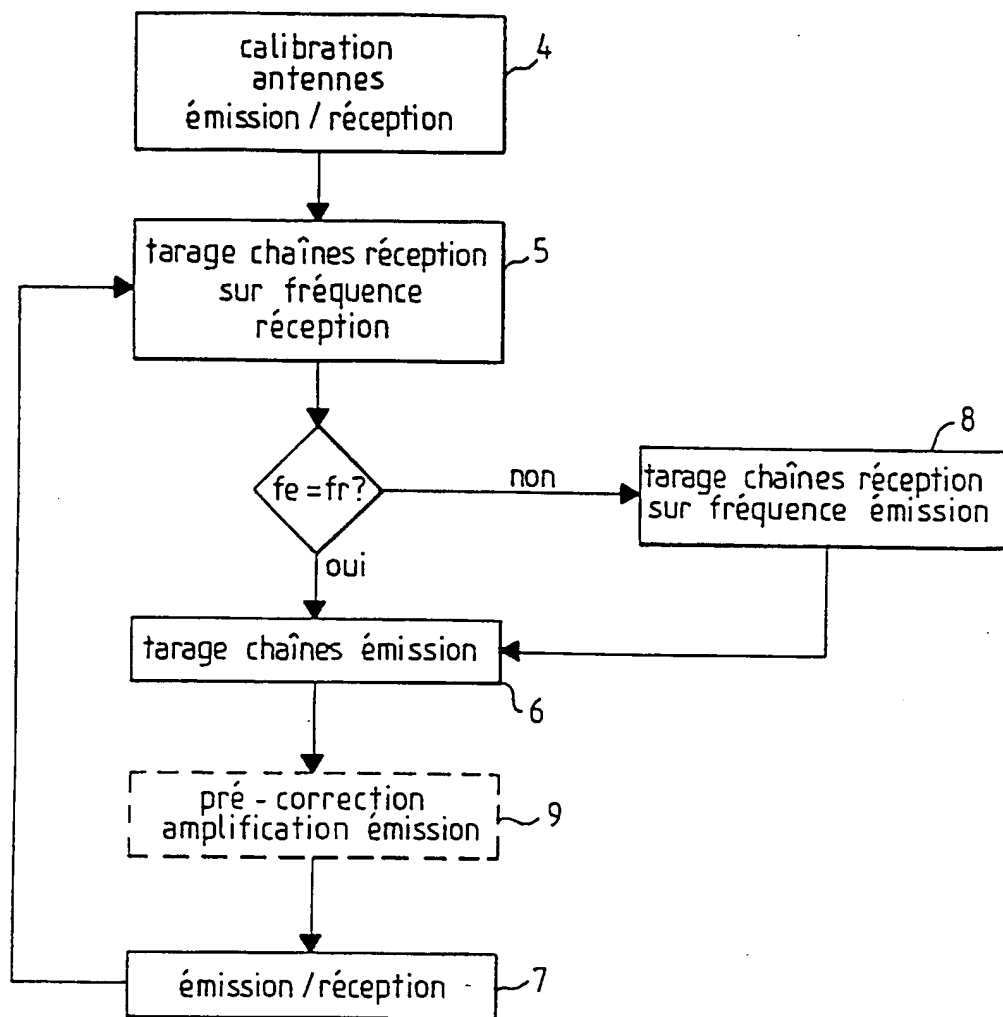 calibration
antennes
émission / réception
4
tarage chaînes réception
sur fréquence
réception
5
fe = fr?
non
oui
8
tarage chaînes réception
sur fréquence émission
tarage chaînes émission
6
pré - correction
amplification émission
9
émission / réception
7